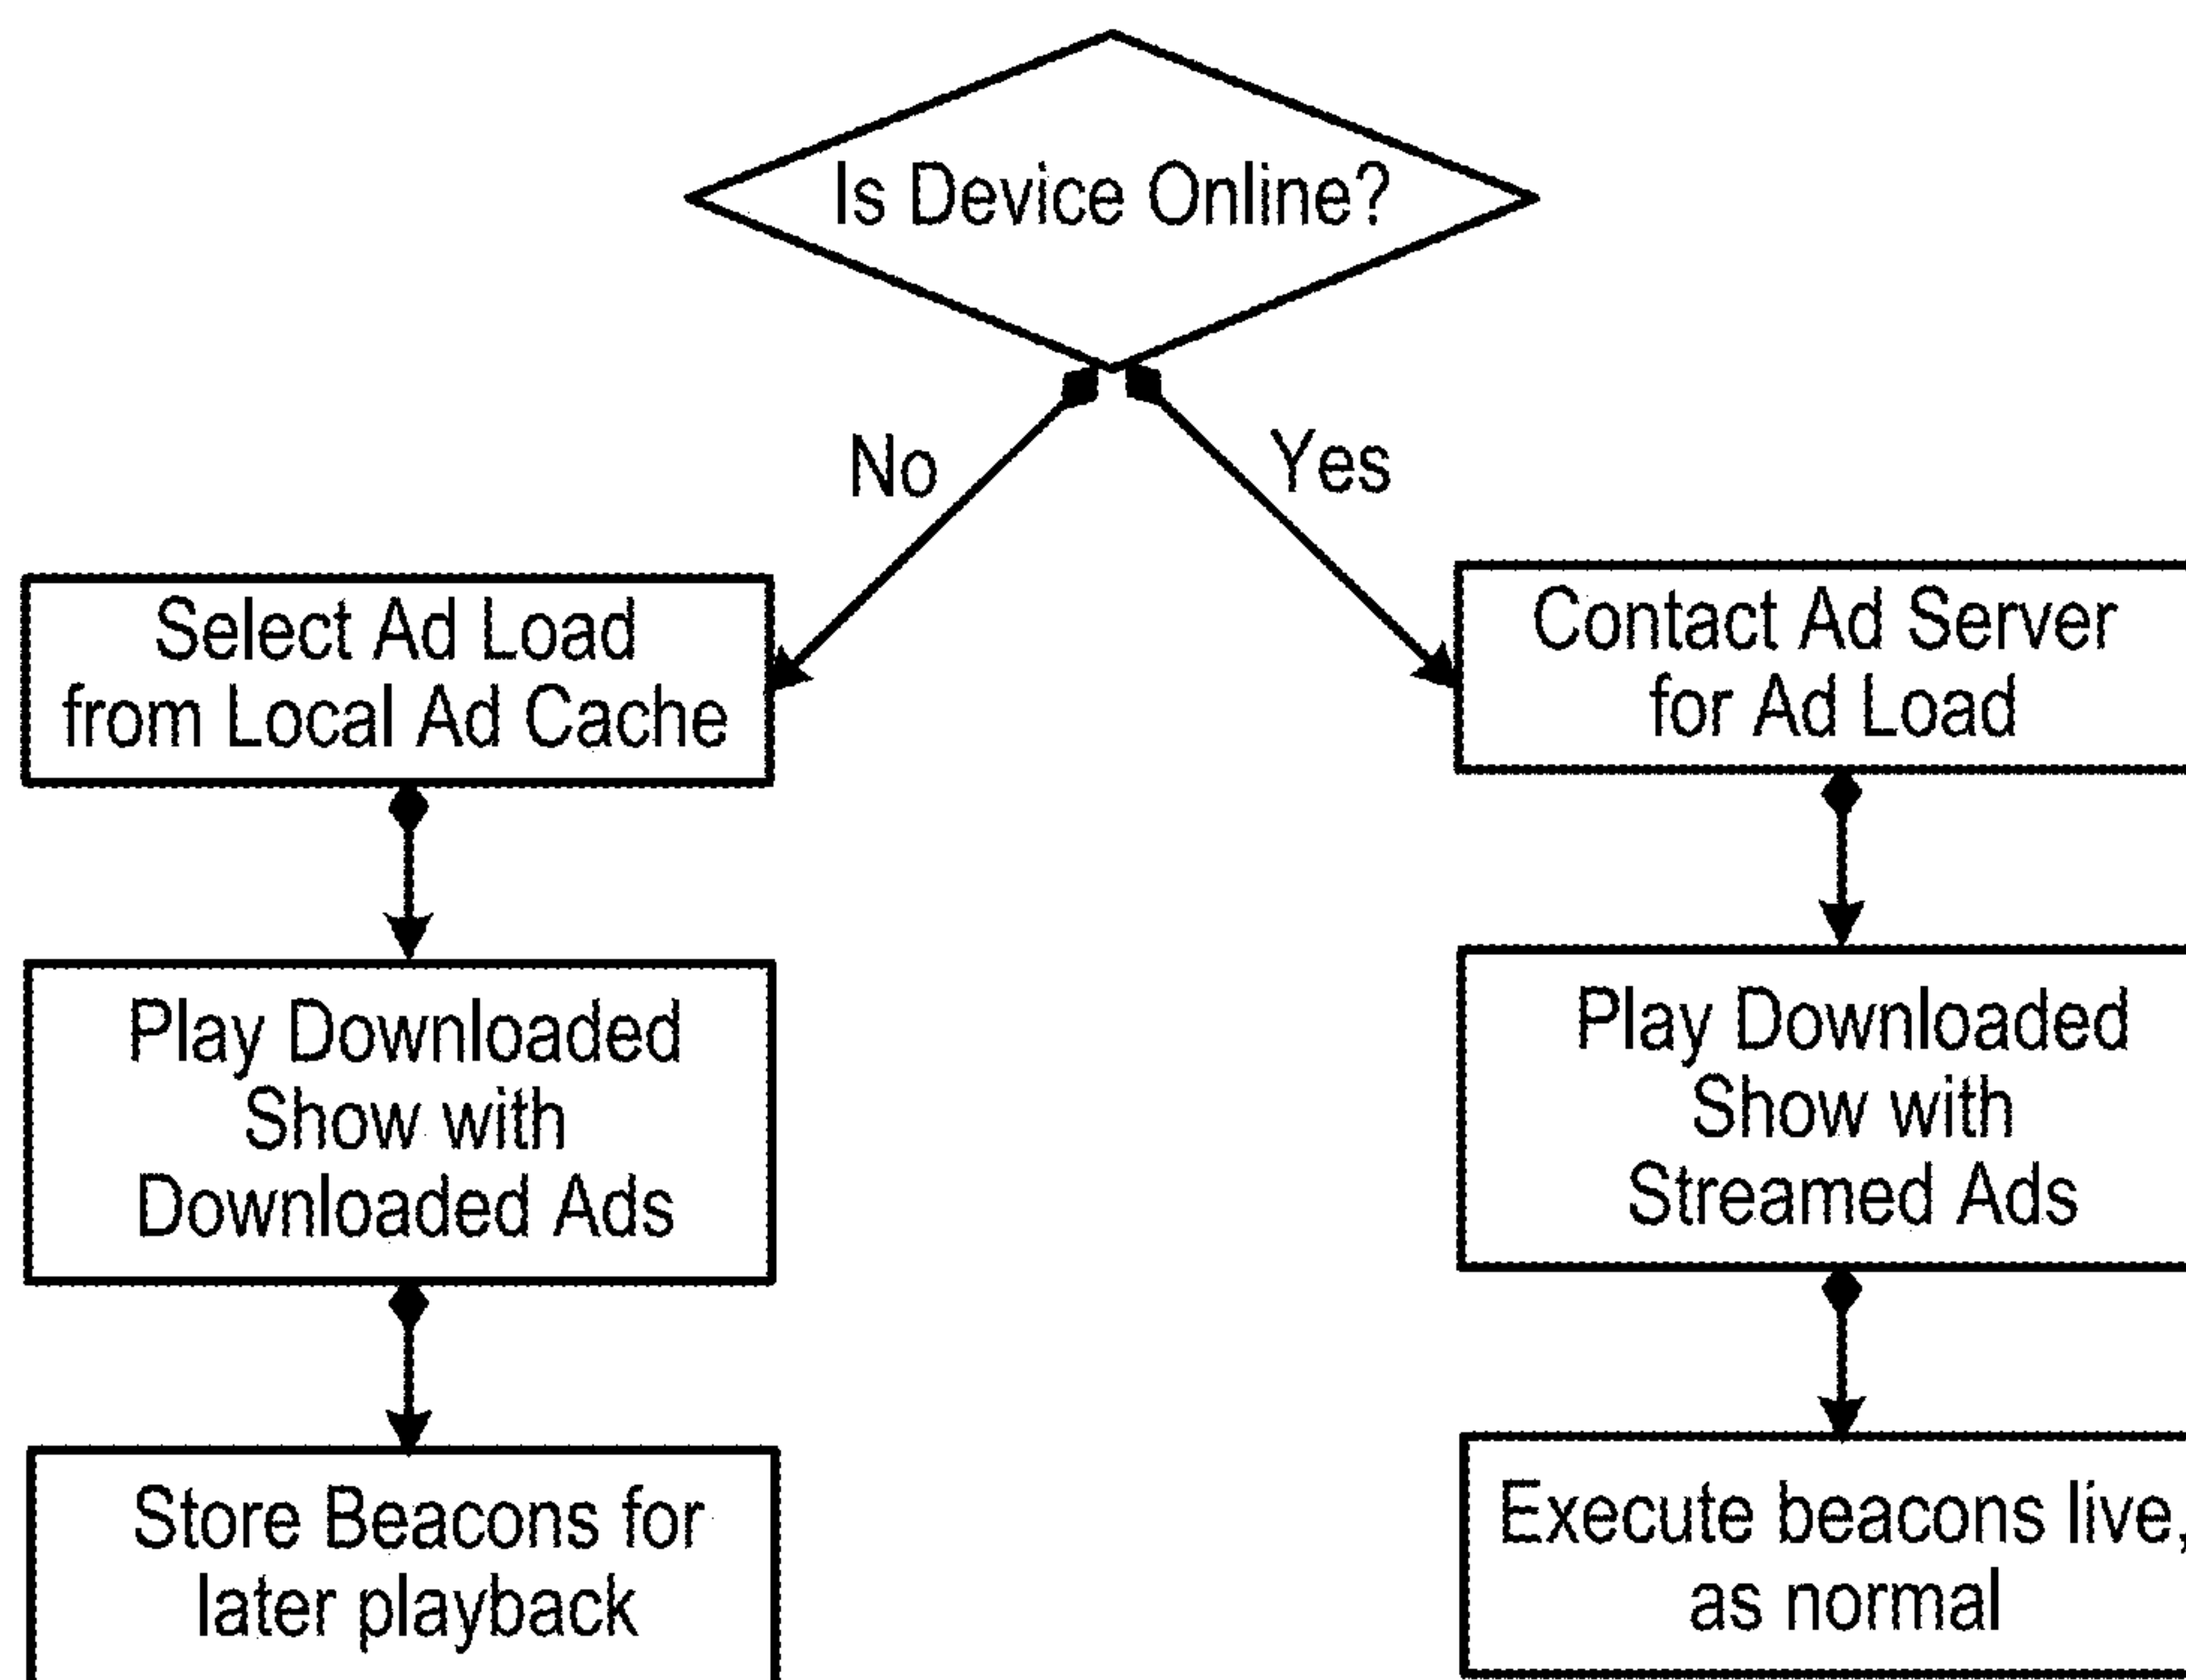 Is Device Online?
No
Yes
Select Ad Load
from Local Ad Cache
Contact Ad Server
for Ad Load
Play Downloaded
Show with
Downloaded Ads
Play Downloaded
Show with
Streamed Ads
Store Beacons for
later playback
Execute beacons live,
as normal